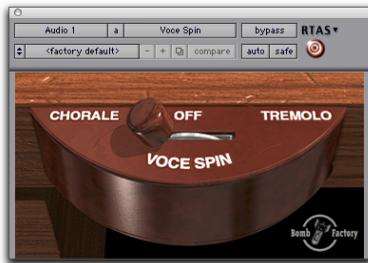 Audio 1 a Voce Spin bypass RTAS
<factory default> - + compare auto safe
CHORALE OFF TREMOLO
VOCE SPIN
Bomb Factory